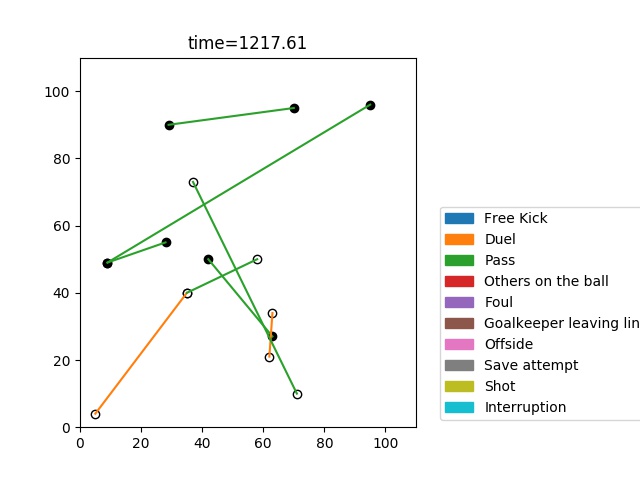 time=1217.61
100
80
60
40
20
0
0 20 40 60 80 100
Free Kick
Duel
Pass
Others on the ball
Foul
Goalkeeper leaving lin
Offside
Save attempt
Shot
Interruption